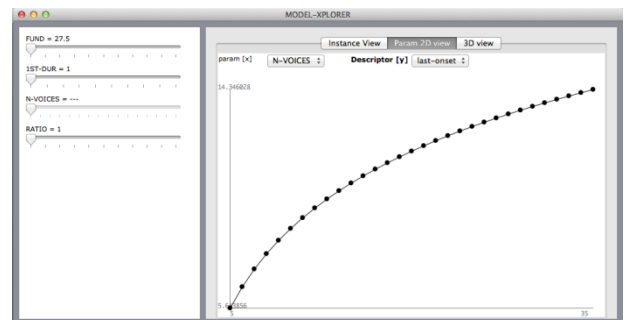 MODEL-XPLORER
FUND = 27.5
1ST-DUR = 1
N-VOICES = ---
RATIO = 1
Instance View Param 2D view 3D view
param [x] N-VOICES Descriptor [y] last-onset
14.346028
5 35